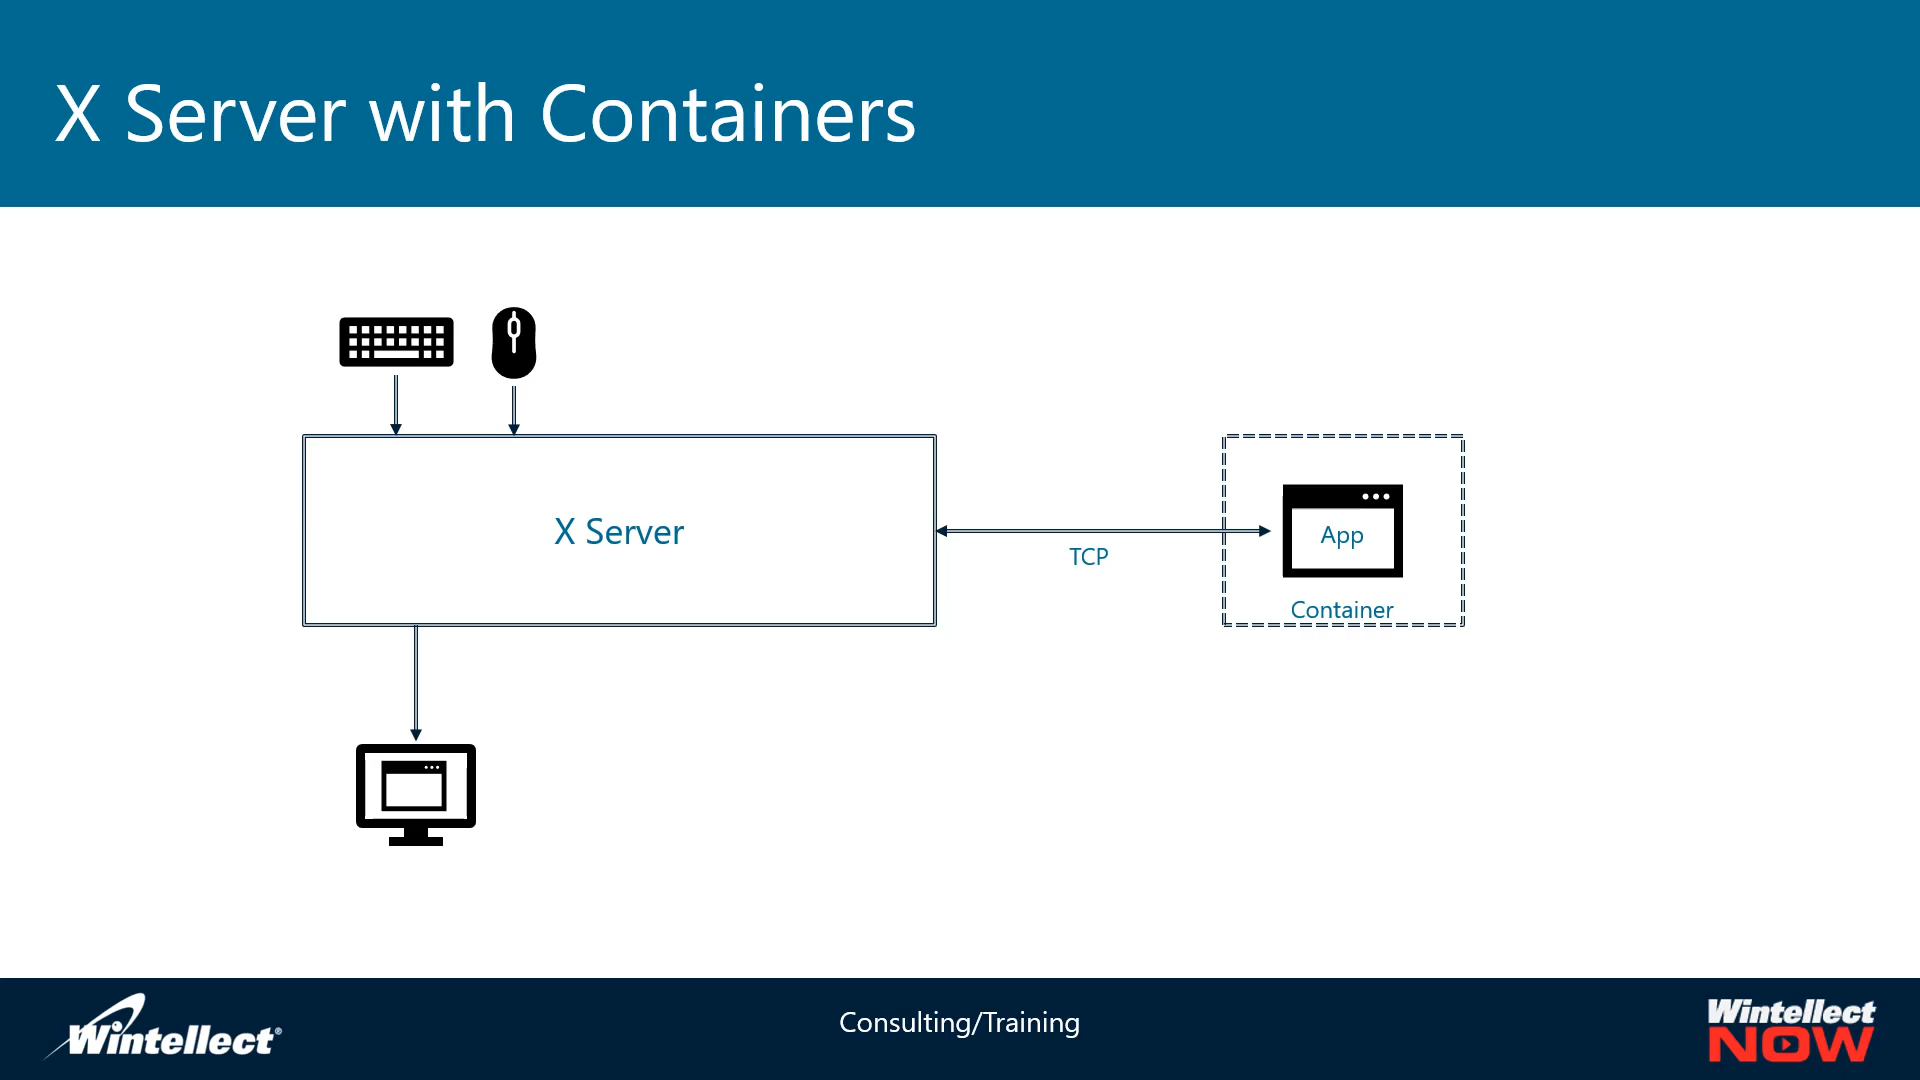 X Server with Containers
X Server
TCP
App
Container
Wintellect®
Consulting/Training
Wintellect
NOW